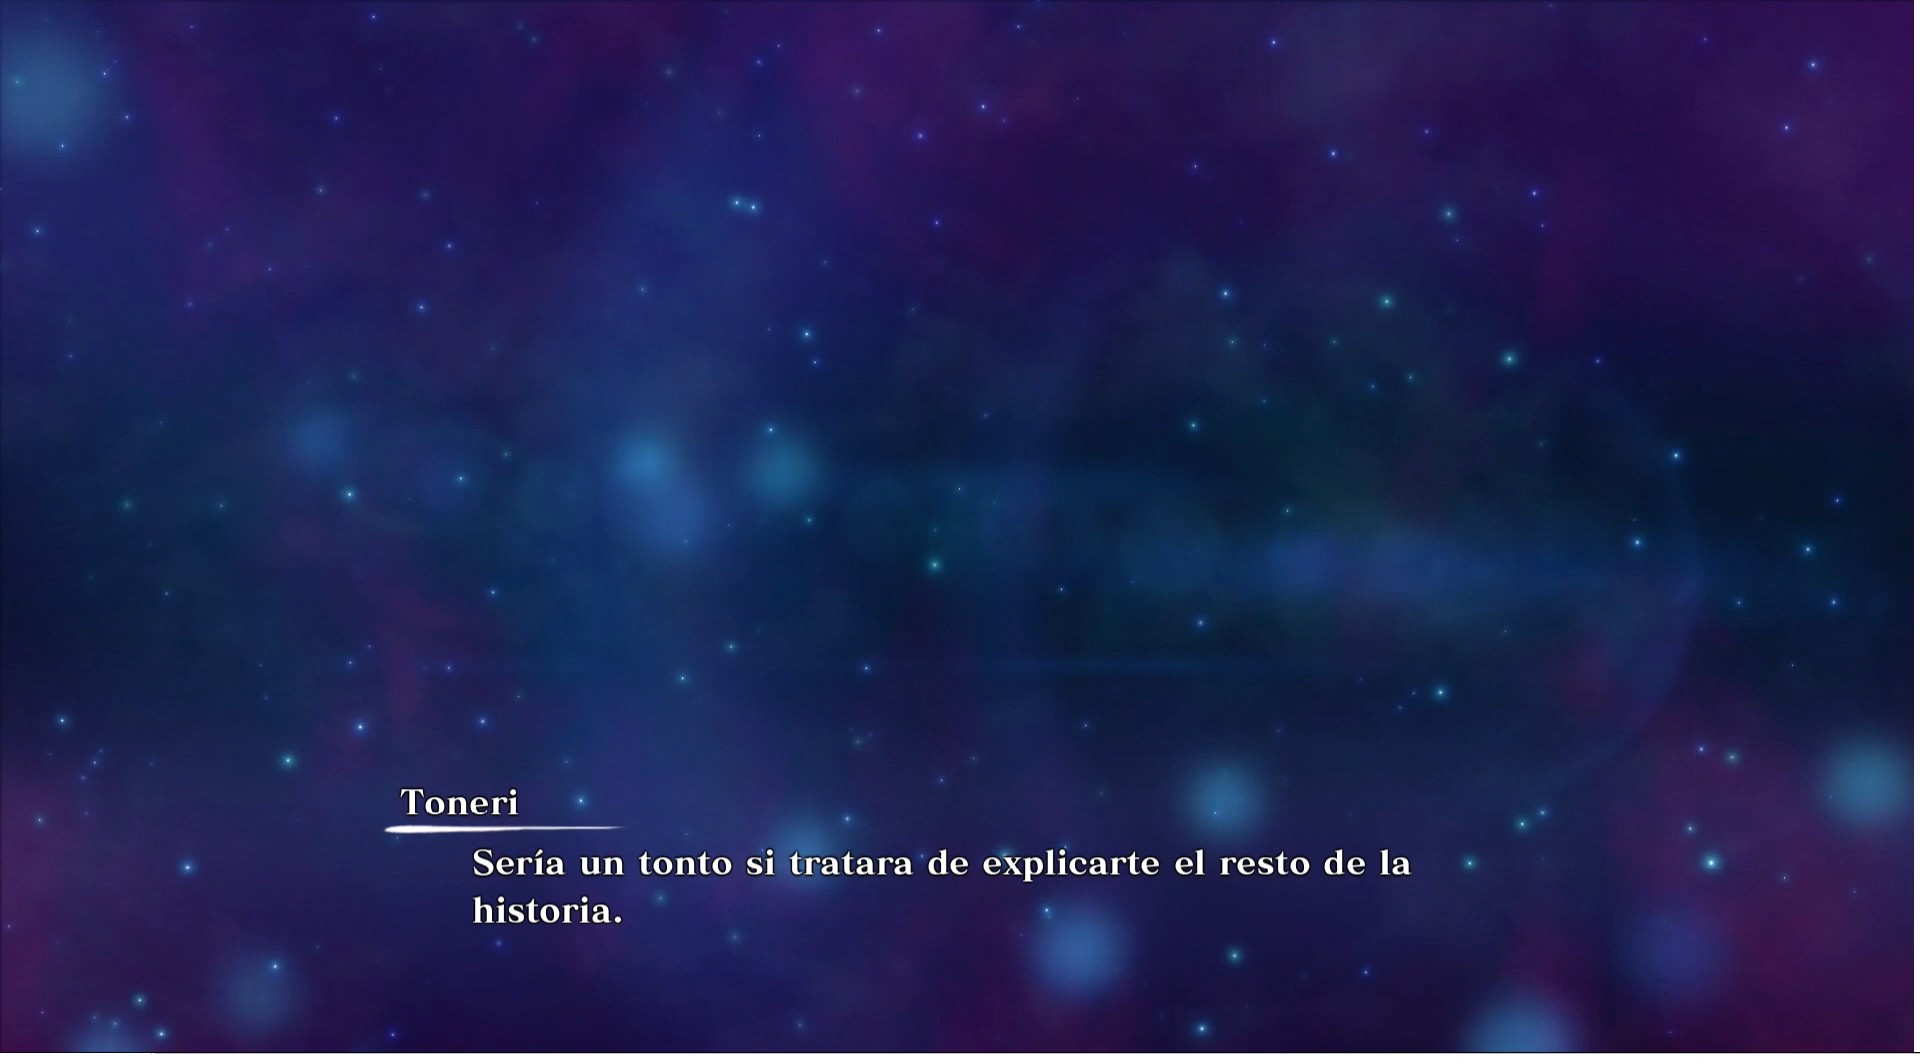 Toneri
Sería un tonto si tratara de explicarte el resto de la
historia.